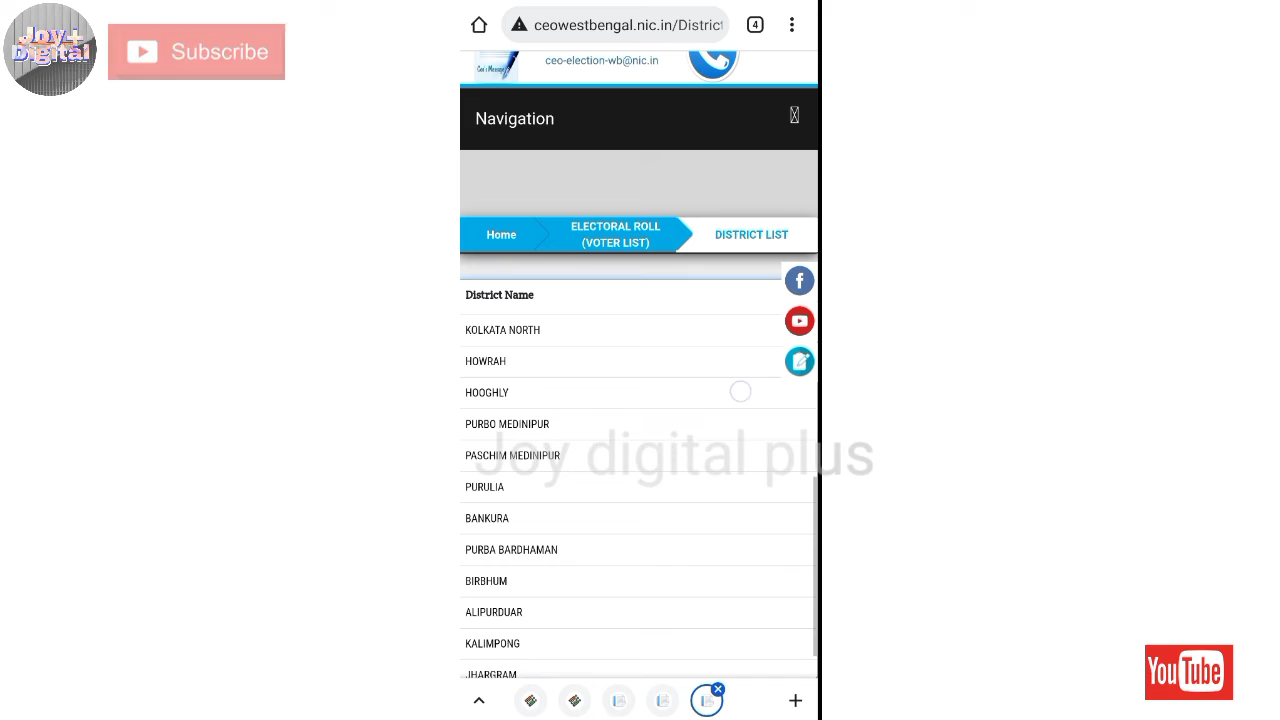 Joy+
Digital
Subscribe
ceowestbengal.nic.in/District
4
Ceo's Message
ceo-election-wb@nic.in
Navigation
Home
ELECTORAL ROLL
(VOTER LIST)
DISTRICT LIST
District Name
KOLKATA NORTH
HOWRAH
HOOGHLY
PURBO MEDINIPUR
Joy digital plus
PASCHIM MEDINIPUR
PURULIA
BANKURA
PURBA BARDHAMAN
BIRBHUM
ALIPURDUAR
KALIMPONG
JHARGRAM
YouTube